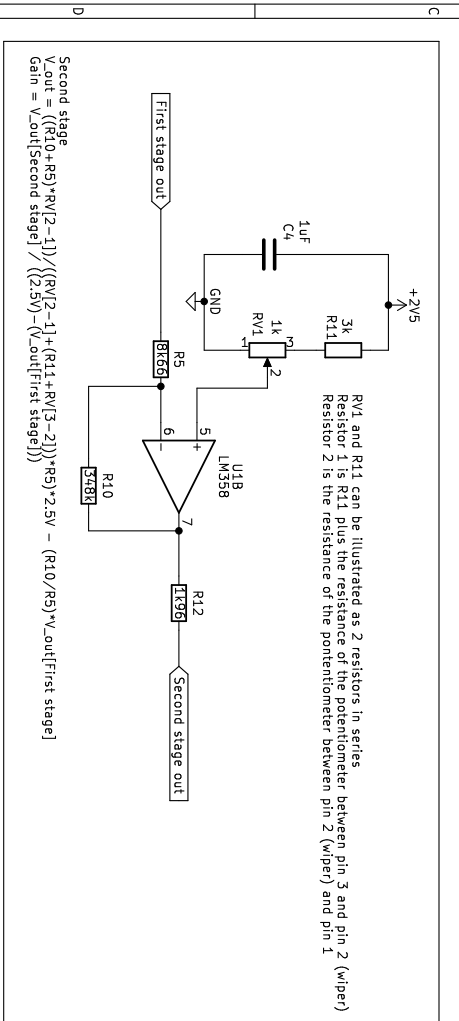 C
D
+2V5
RV1 and R11 can be illustrated as 2 resistors in series
Resistor 1 is R11 plus the resistance of the potentiometer between pin 3 and pin 2 (wiper)
Resistor 2 is the resistance of the pontentiometer between pin 2 (wiper) and pin 1
1uF
C4
3k
R11
GND
1k
RV1
1
3
2
First stage out
R5
8k66
5
6
+
-
7
U1B
LM358
R10
348k
R12
1k96
Second stage out
Second stage
V_out = ((R10+R5)*RV[2-1])/((RV[2-1]+(R11+RV[3-2]))*R5)*2.5V - (R10/R5)*V_out[First stage]
Gain = V_out[Second stage] / ((2.5V)-(V_out[First stage]))